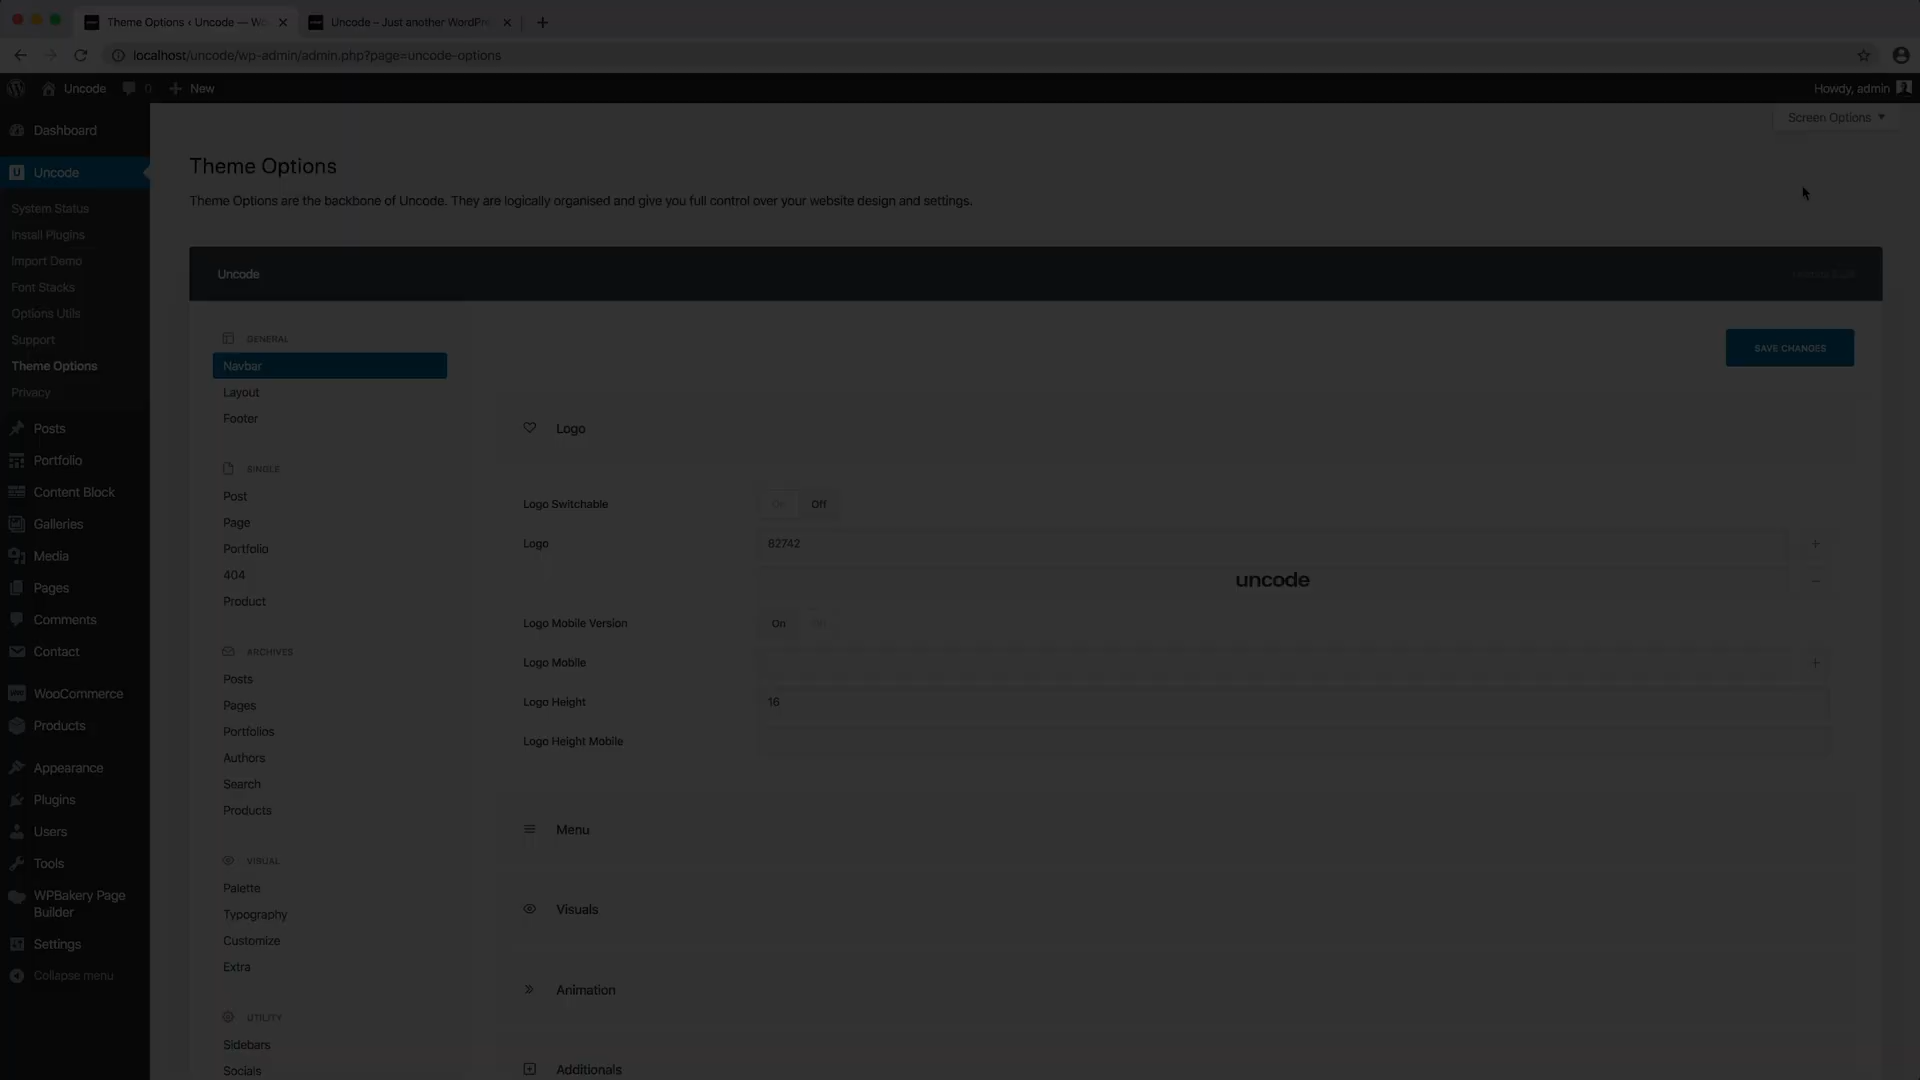 Theme Options ‹ Uncode — Wo
Uncode – Just another WordPre
localhost/uncode/wp-admin/admin.php?page=uncode-options
Uncode
0
New
Howdy, admin
Screen Options
Dashboard
Uncode
System Status
Install Plugins
Import Demo
Font Stacks
Options Utils
Support
Theme Options
Privacy
Posts
Portfolio
Content Block
Galleries
Media
Pages
Comments
Contact
WooCommerce
Products
Appearance
Plugins
Users
Tools
WPBakery Page
Builder
Settings
Collapse menu
Theme Options
Theme Options are the backbone of Uncode. They are logically organised and give you full control over your website design and settings.
Uncode
GENERAL
Navbar
Layout
Footer
SINGLE
Post
Page
Portfolio
404
Product
ARCHIVES
Posts
Pages
Portfolios
Authors
Search
Products
VISUAL
Palette
Typography
Customize
Extra
UTILITY
Sidebars
Socials
SAVE CHANGES
Logo
Logo Switchable
On
Off
Logo
82742
uncode
Logo Mobile Version
On
Off
Logo Mobile
Logo Height
16
Logo Height Mobile
Menu
Visuals
Animation
Additionals